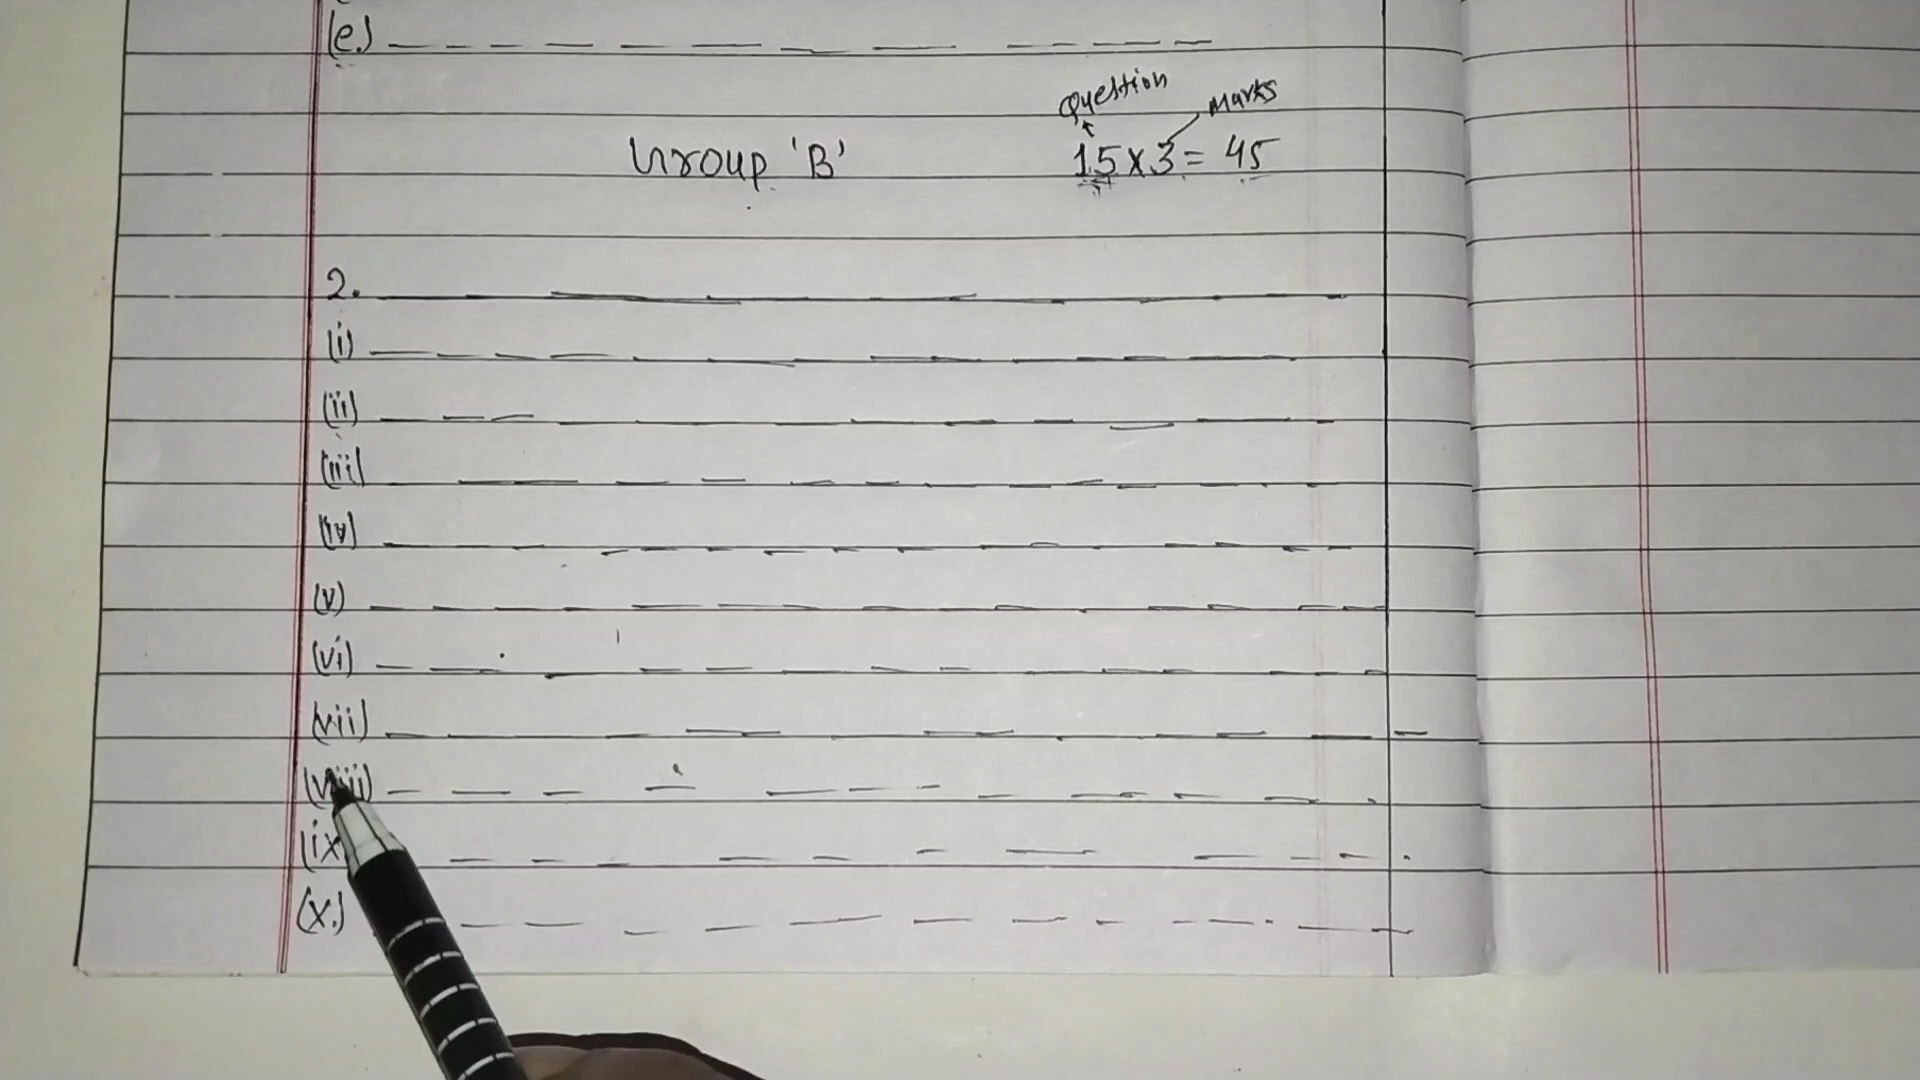 (e.)
Question
Marks
Group 'B'
15 x 3 = 45
2.
(i)
(ii)
(iii)
(iv)
(v)
(vi)
(vii)
(viii)
(ix
(x.)